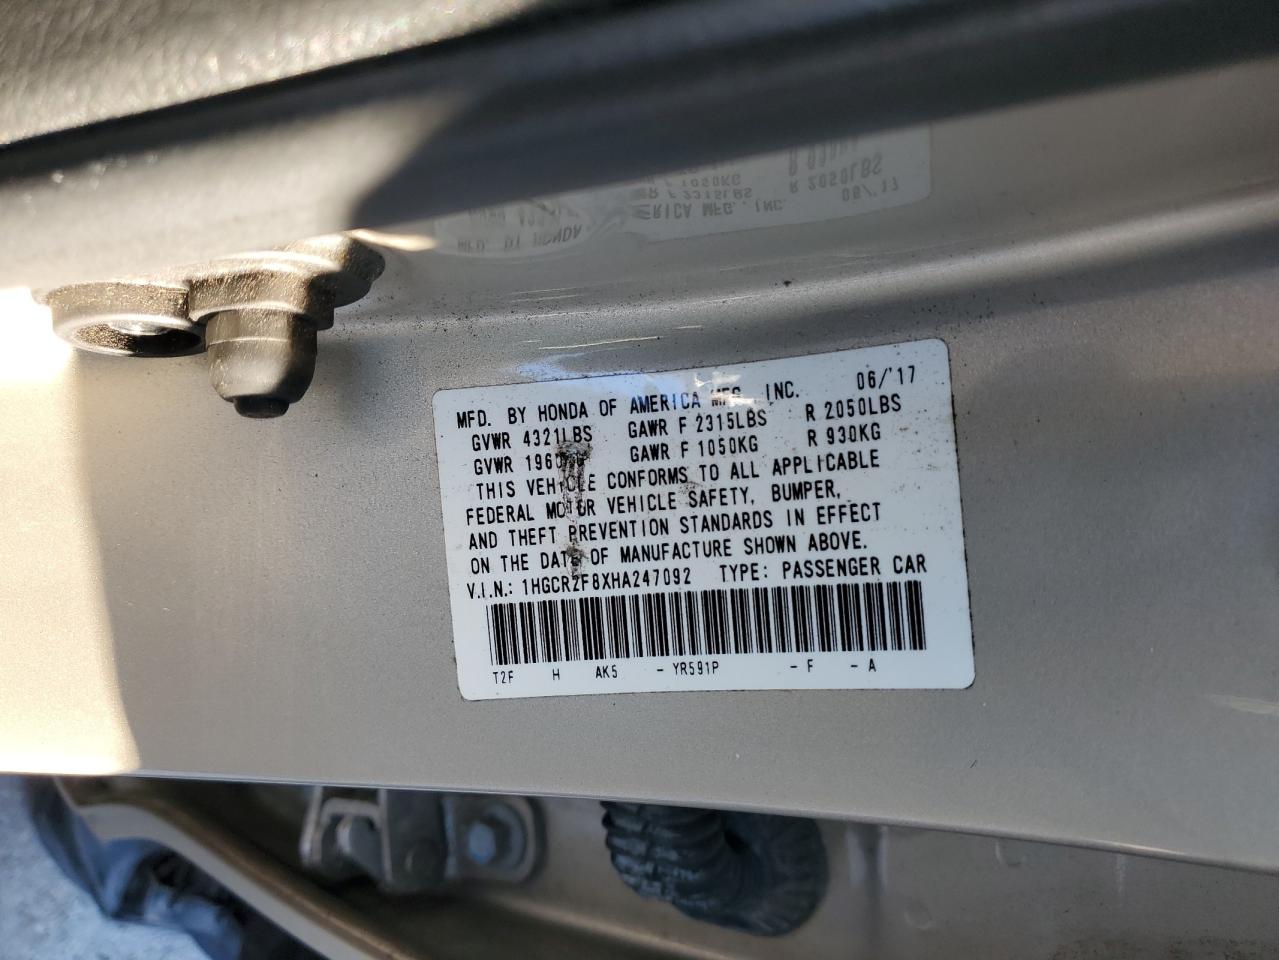 MFD. BY HONDA OF AMERICA MFG., INC. 06/'17
GVWR 4321LBS GAWR F 2315LBS R 2050LBS
GVWR GAWR F 1050KG R 930KG
THIS VEHICLE CONFORMS TO ALL APPLICABLE
FEDERAL MOTOR VEHICLE SAFETY, BUMPER,
AND THEFT PREVENTION STANDARDS IN EFFECT
ON THE DATE OF MANUFACTURE SHOWN ABOVE.
V.I.N.: 1HGCR2F8XHA247092 TYPE: PASSENGER CAR
T2F H AK5 - YR591P - F - A